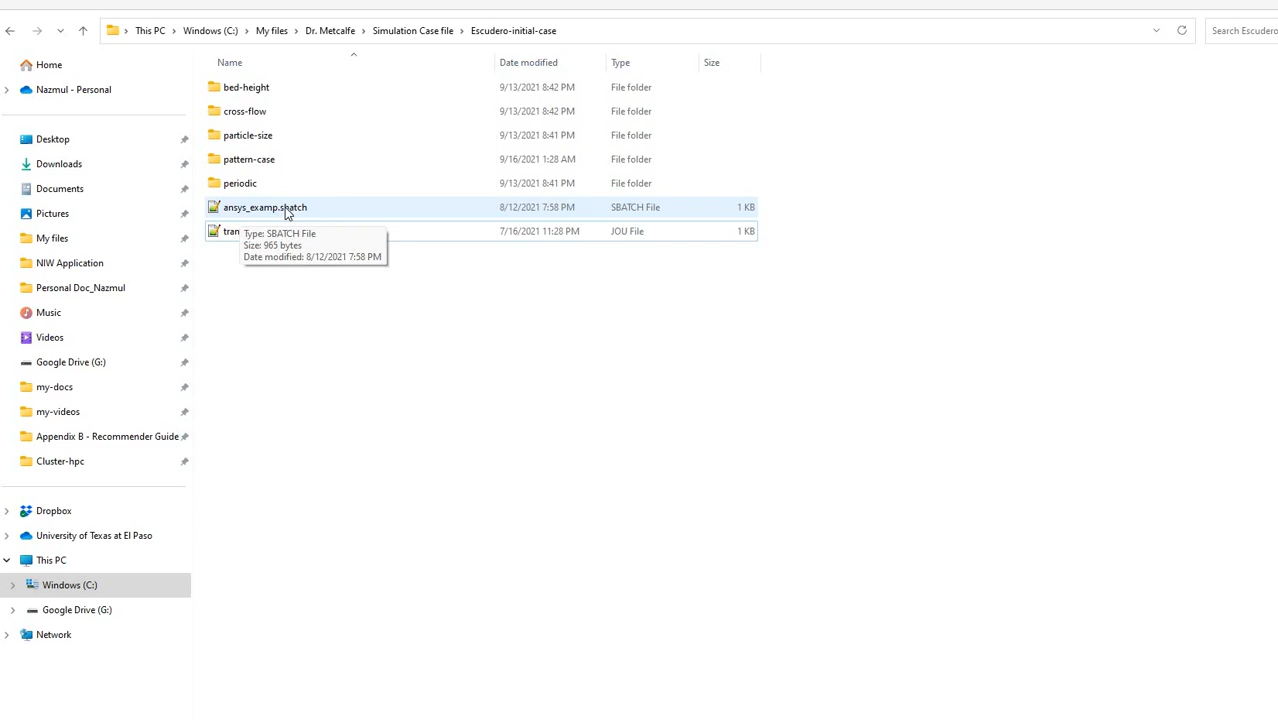 This PC > Windows (C:) > My files > Dr. Metcalfe > Simulation Case file > Escudero-initial-case
Search Escudero
Home
Nazmul - Personal
Desktop
Downloads
Documents
Pictures
My files
NIW Application
Personal Doc_Nazmul
Music
Videos
Google Drive (G:)
my-docs
my-videos
Appendix B - Recommender Guide
Cluster-hpc
Dropbox
University of Texas at El Paso
This PC
Windows (C:)
Google Drive (G:)
Network
Name Date modified Type Size
bed-height 9/13/2021 8:42 PM File folder
cross-flow 9/13/2021 8:42 PM File folder
particle-size 9/13/2021 8:41 PM File folder
pattern-case 9/16/2021 1:28 AM File folder
periodic 9/13/2021 8:41 PM File folder
ansys_examp.sbatch 8/12/2021 7:58 PM SBATCH File 1 KB
tran 7/16/2021 11:28 PM JOU File 1 KB
Type: SBATCH File
Size: 965 bytes
Date modified: 8/12/2021 7:58 PM